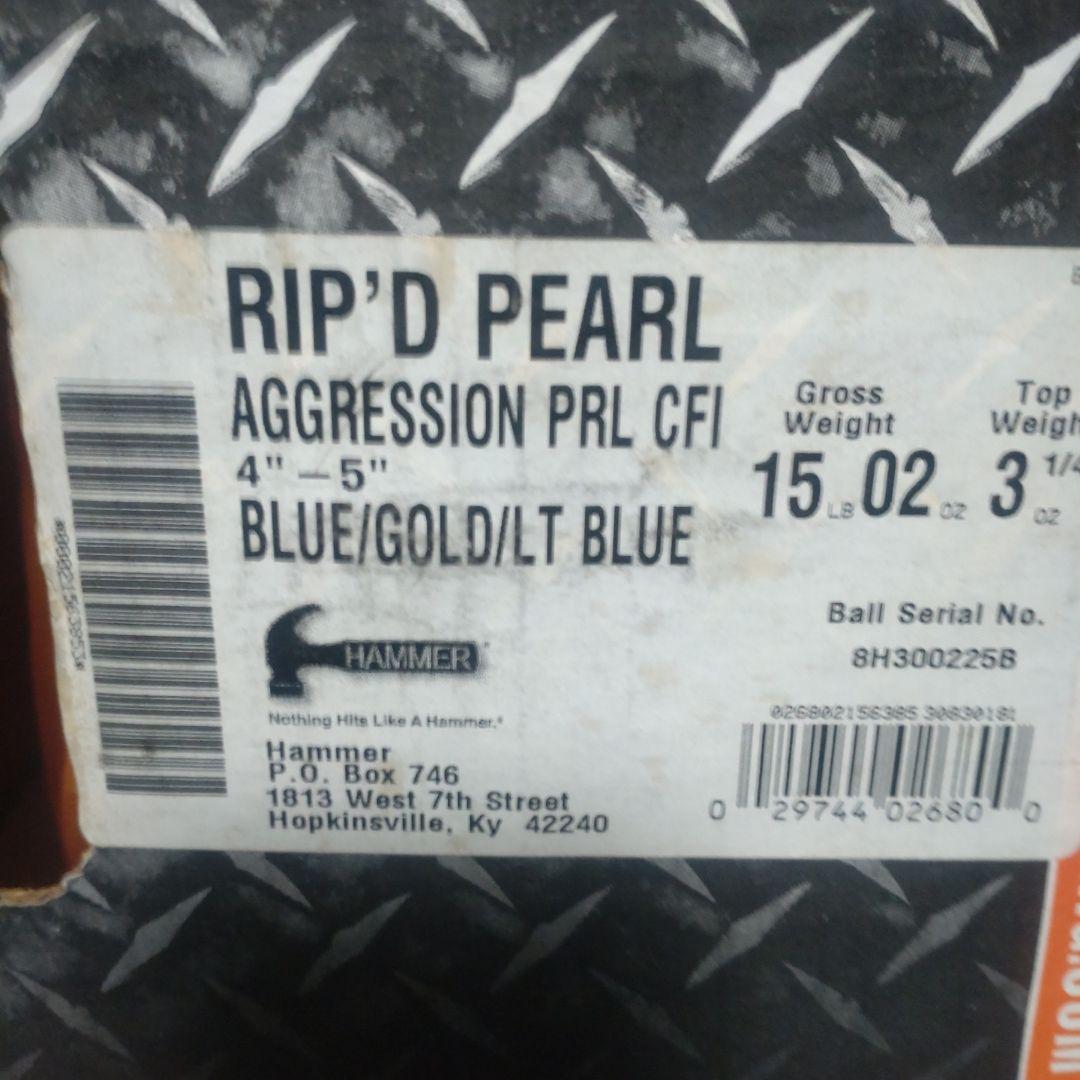 RIP'D PEARL
AGGRESSION PRL CFI
4" — 5"
BLUE/GOLD/LT BLUE
Gross Weight
15 LB 02 OZ
Top
3 1/4 OZ
HAMMER
Nothing Hits Like A Hammer.®
Hammer
P.O. Box 746
1813 West 7th Street
Hopkinsville, Ky 42240
Ball Serial No.
8H300225B
026802156385 30830181
0 29744 02680 0